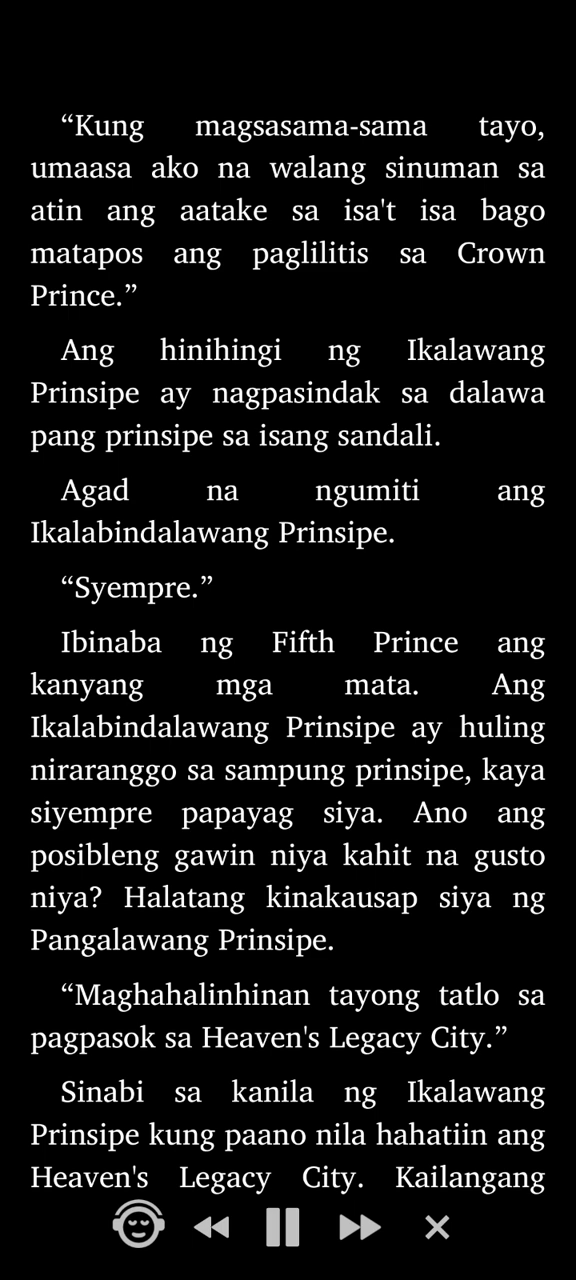 “Kung magsasama-sama tayo,
umaasa ako na walang sinuman sa
atin ang aatake sa isa't isa bago
matapos ang paglilitis sa Crown
Prince.”
Ang hinihingi ng Ikalawang
Prinsipe ay nagpasindak sa dalawa
pang prinsipe sa isang sandali.
Agad na ngumiti ang
Ikalabindalawang Prinsipe.
“Syempre.”
Ibinaba ng Fifth Prince ang
kanyang mga mata. Ang
Ikalabindalawang Prinsipe ay huling
niraranggo sa sampung prinsipe, kaya
siyempre papayag siya. Ano ang
posibleng gawin niya kahit na gusto
niya? Halatang kinakausap siya ng
Pangalawang Prinsipe.
“Maghahalinhinan tayong tatlo sa
pagpasok sa Heaven's Legacy City.”
Sinabi sa kanila ng Ikalawang
Prinsipe kung paano nila hahatiin ang
Heaven's Legacy City. Kailangang